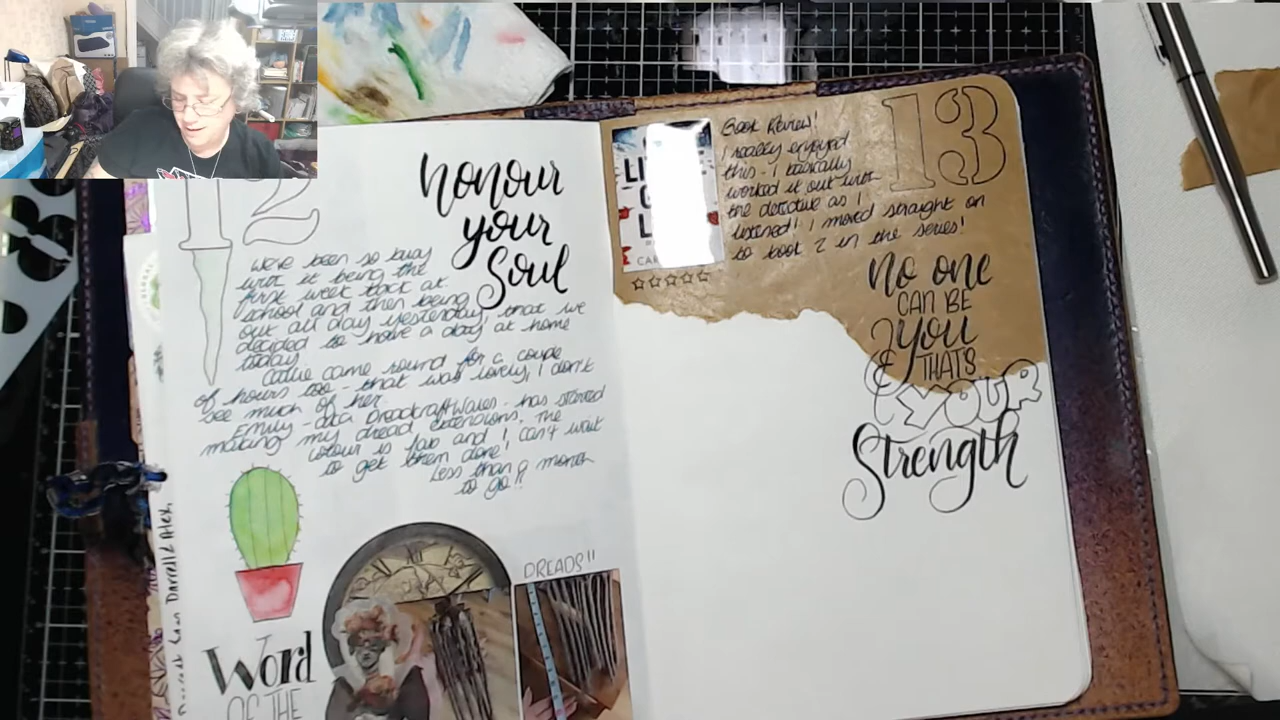 12
honour
your
Soul
We've been so busy
with it being the
first week back at
school and then being
out all day yesterday, that we
decided to have a day at home
today
Callie came round for a couple
of hours too - that was lovely, I don't
see much of her.
Emily - aka DreadcraftWales - has started
making my dread extensions. The
colour is fab and I can't wait
to get them done!
Less than a month
to go!!
DREADS!!
Word
OF THE
13
Book Review!
I really enjoyed
this - I basically
worked it out with
the detective as I
listened! I moved straight on
to book 2 in the series!
no one
CAN BE
you
THAT'S
YOUR
Strength